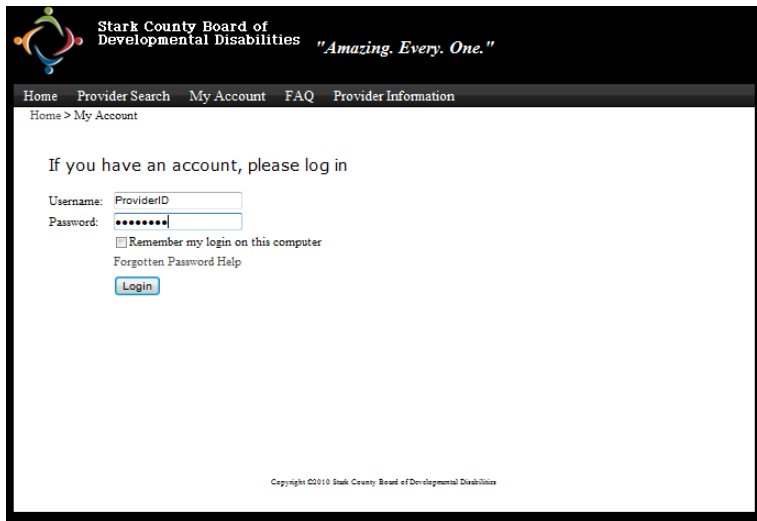 Stark County Board of
Developmental Disabilities
"Amazing. Every. One."
Home Provider Search My Account FAQ Provider Information
Home > My Account
If you have an account, please log in
Username: ProviderID
Password: ••••••••
Remember my login on this computer
Forgotten Password Help
Login
Copyright ©2010 Stark County Board of Developmental Disabilities